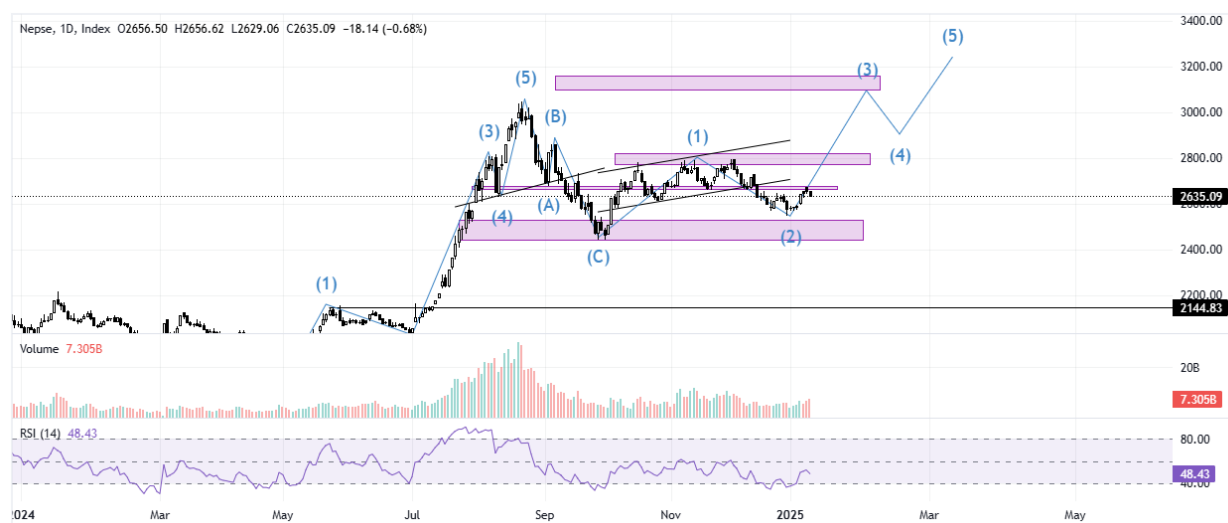 Nepse, 1D, Index O2656.50 H2656.62 L2629.06 C2635.09 −18.14 (−0.68%)
3400.00
(5)
3200.00
(5)
(3)
3000.00
(B)
(3)
(1)
(4)
2800.00
2635.09
(4)
(A)
(2)
(C)
2400.00
(1)
2200.00
2144.83
Volume 7.305B
20B
7.305B
RSI (14) 48.43
80.00
48.43
40.00
2024 Mar May Jul Sep Nov 2025 Mar May